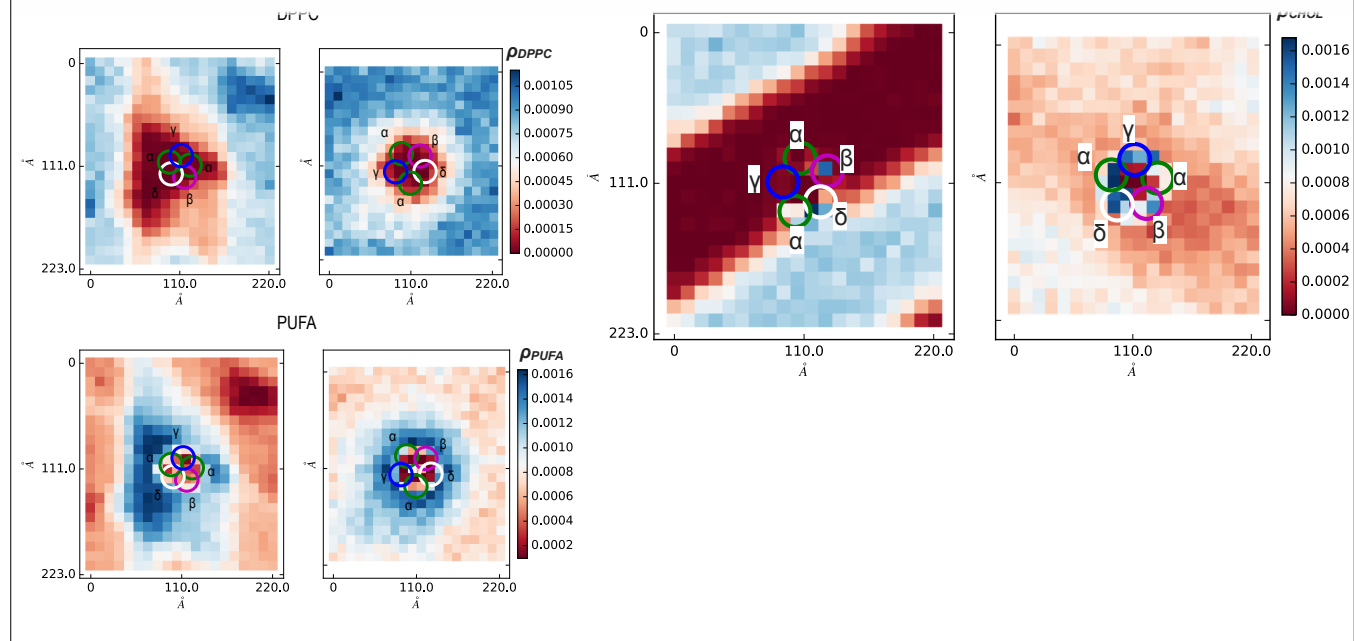 DPPC
ρDPPC
0
111.0
223.0
Å
0
110.0
220.0
Å
α
γ
α
δ
β
0
110.0
220.0
Å
α
β
γ
δ
α
0.00105
0.00090
0.00075
0.00060
0.00045
0.00030
0.00015
0.00000
PUFA
ρPUFA
0
111.0
223.0
Å
0
110.0
220.0
Å
γ
α
α
δ
β
0
110.0
220.0
Å
α
β
γ
δ
α
0.0016
0.0014
0.0012
0.0010
0.0008
0.0006
0.0004
0.0002
0
111.0
223.0
Å
0
110.0
220.0
Å
α
β
γ
δ
α
ρCHOL
Å
0
110.0
220.0
Å
γ
α
α
δ
β
0.0016
0.0014
0.0012
0.0010
0.0008
0.0006
0.0004
0.0002
0.0000